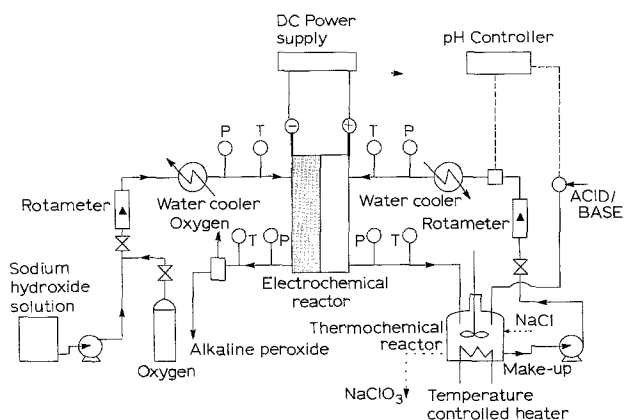 DC Power
supply
pH Controller
P T
T P
⊖
⊕
Water cooler
Oxygen
Water cooler
ACID/
BASE
Rotameter
Rotameter
T P
P T
Sodium
hydroxide
solution
Electrochemical
reactor
Thermochemical
reactor
NaCl
Alkaline peroxide
Oxygen
Make-up
NaClO3
Temperature
controlled heater